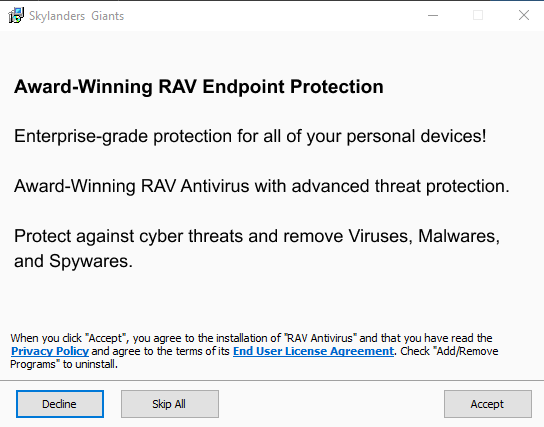 Skylanders Giants
Award-Winning RAV Endpoint Protection
Enterprise-grade protection for all of your personal devices!
Award-Winning RAV Antivirus with advanced threat protection.
Protect against cyber threats and remove Viruses, Malwares,
and Spywares.
When you click "Accept", you agree to the installation of "RAV Antivirus" and that you have read the
Privacy Policy and agree to the terms of its End User License Agreement. Check "Add/Remove
Programs" to uninstall.
Decline Skip All Accept